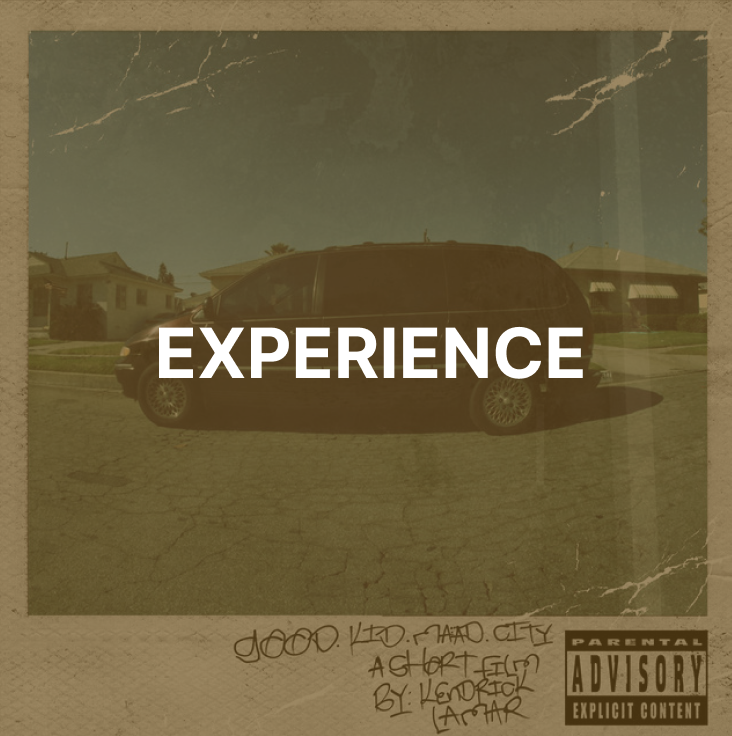 EXPERIENCE
good. kid. mAAd. city
A SHORT FILM
BY: KENDRICK
LAMAR
PARENTAL
ADVISORY
EXPLICIT CONTENT